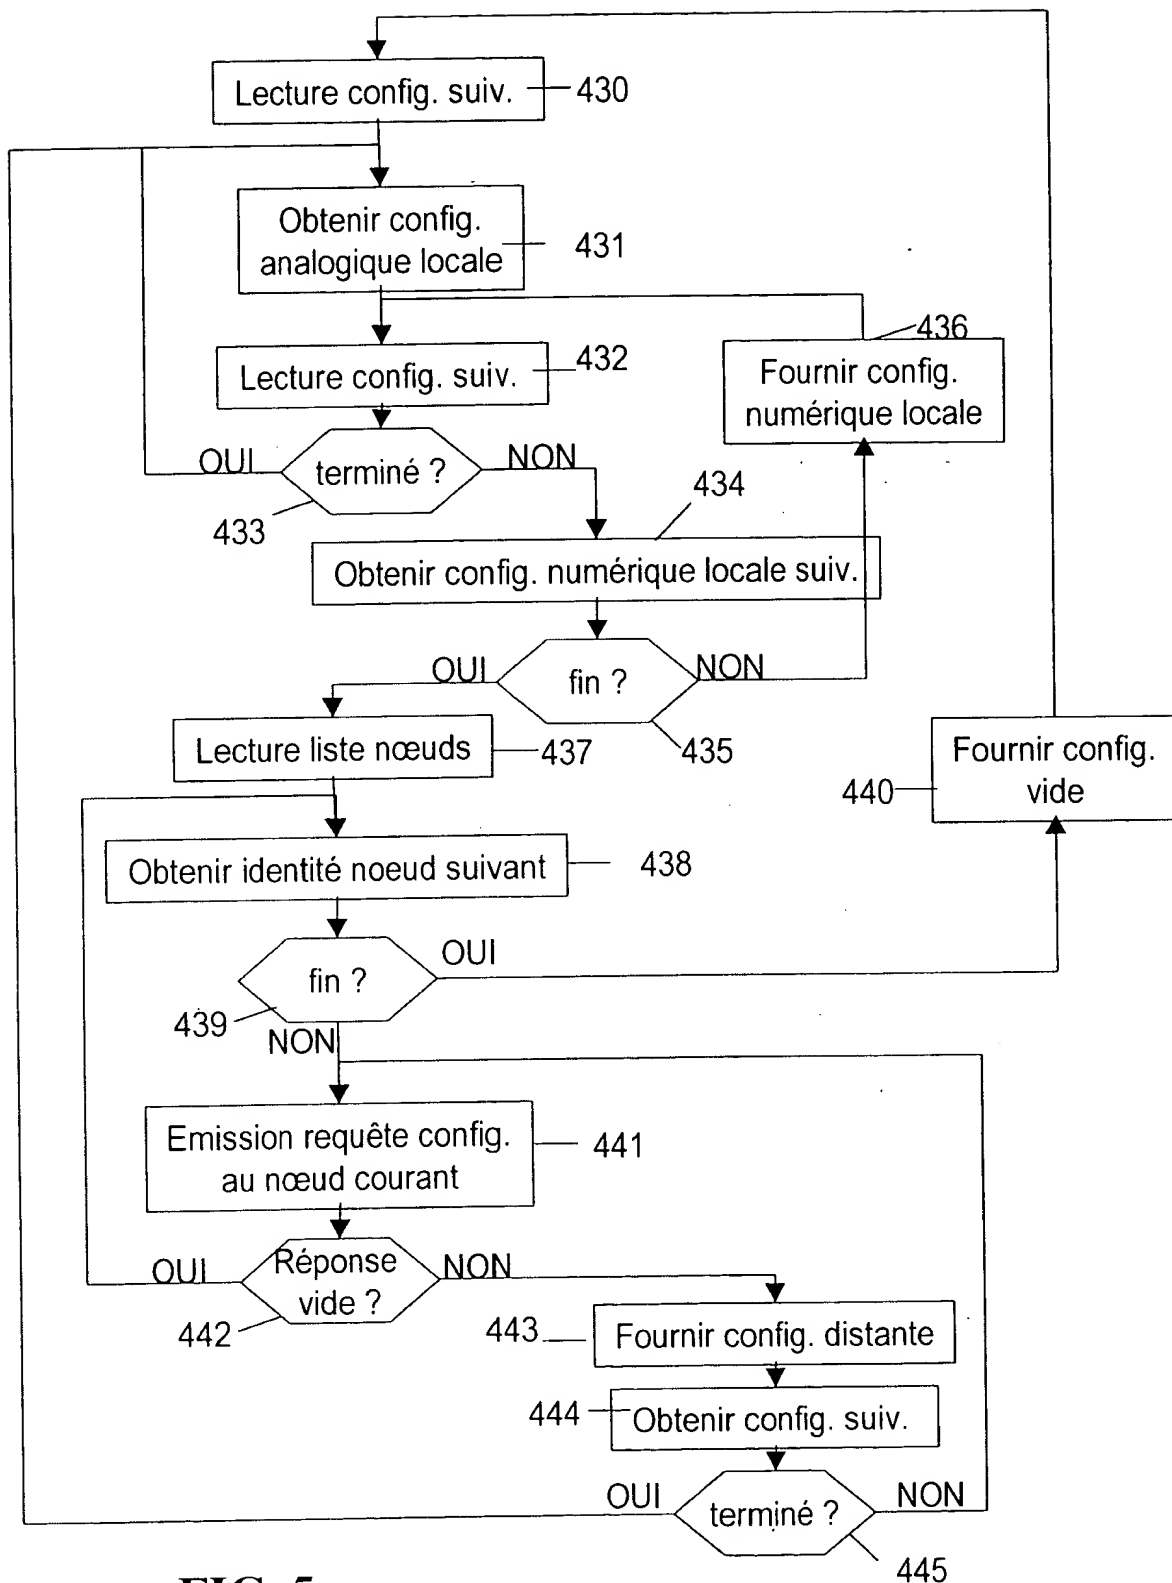 Lecture config. suiv.
430
Obtenir config.
analogique locale
431
436
Lecture config. suiv.
432
Fournir config.
numérique locale
OUI
terminé ?
NON
433
434
Obtenir config. numérique locale suiv.
OUI
fin ?
NON
435
Lecture liste nœuds
437
Fournir config.
vide
440
Obtenir identité noeud suivant
438
fin ?
OUI
439
NON
Emission requête config.
au nœud courant
441
OUI
Réponse
vide ?
NON
442
443
Fournir config. distante
444
Obtenir config. suiv.
OUI
terminé ?
NON
445
FIG. 5